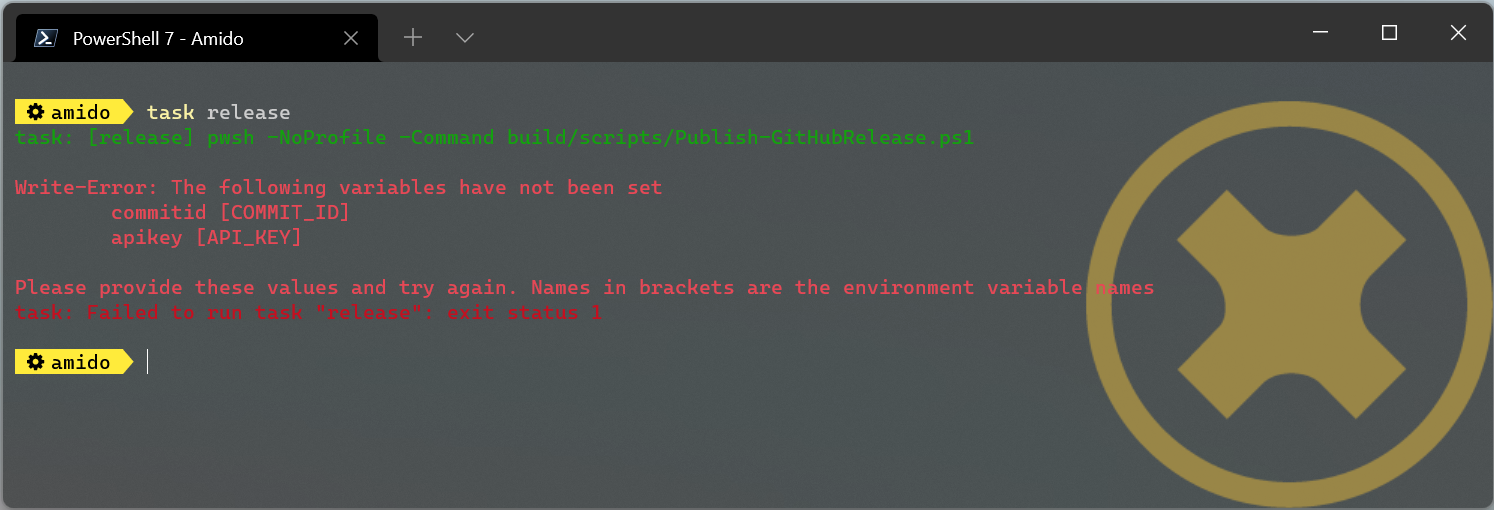 PowerShell 7 - Amido
amido task release
task: [release] pwsh -NoProfile -Command build/scripts/Publish-GitHubRelease.ps1
Write-Error: The following variables have not been set
commitid [COMMIT_ID]
apikey [API_KEY]
Please provide these values and try again. Names in brackets are the environment variable names
task: Failed to run task "release": exit status 1
amido